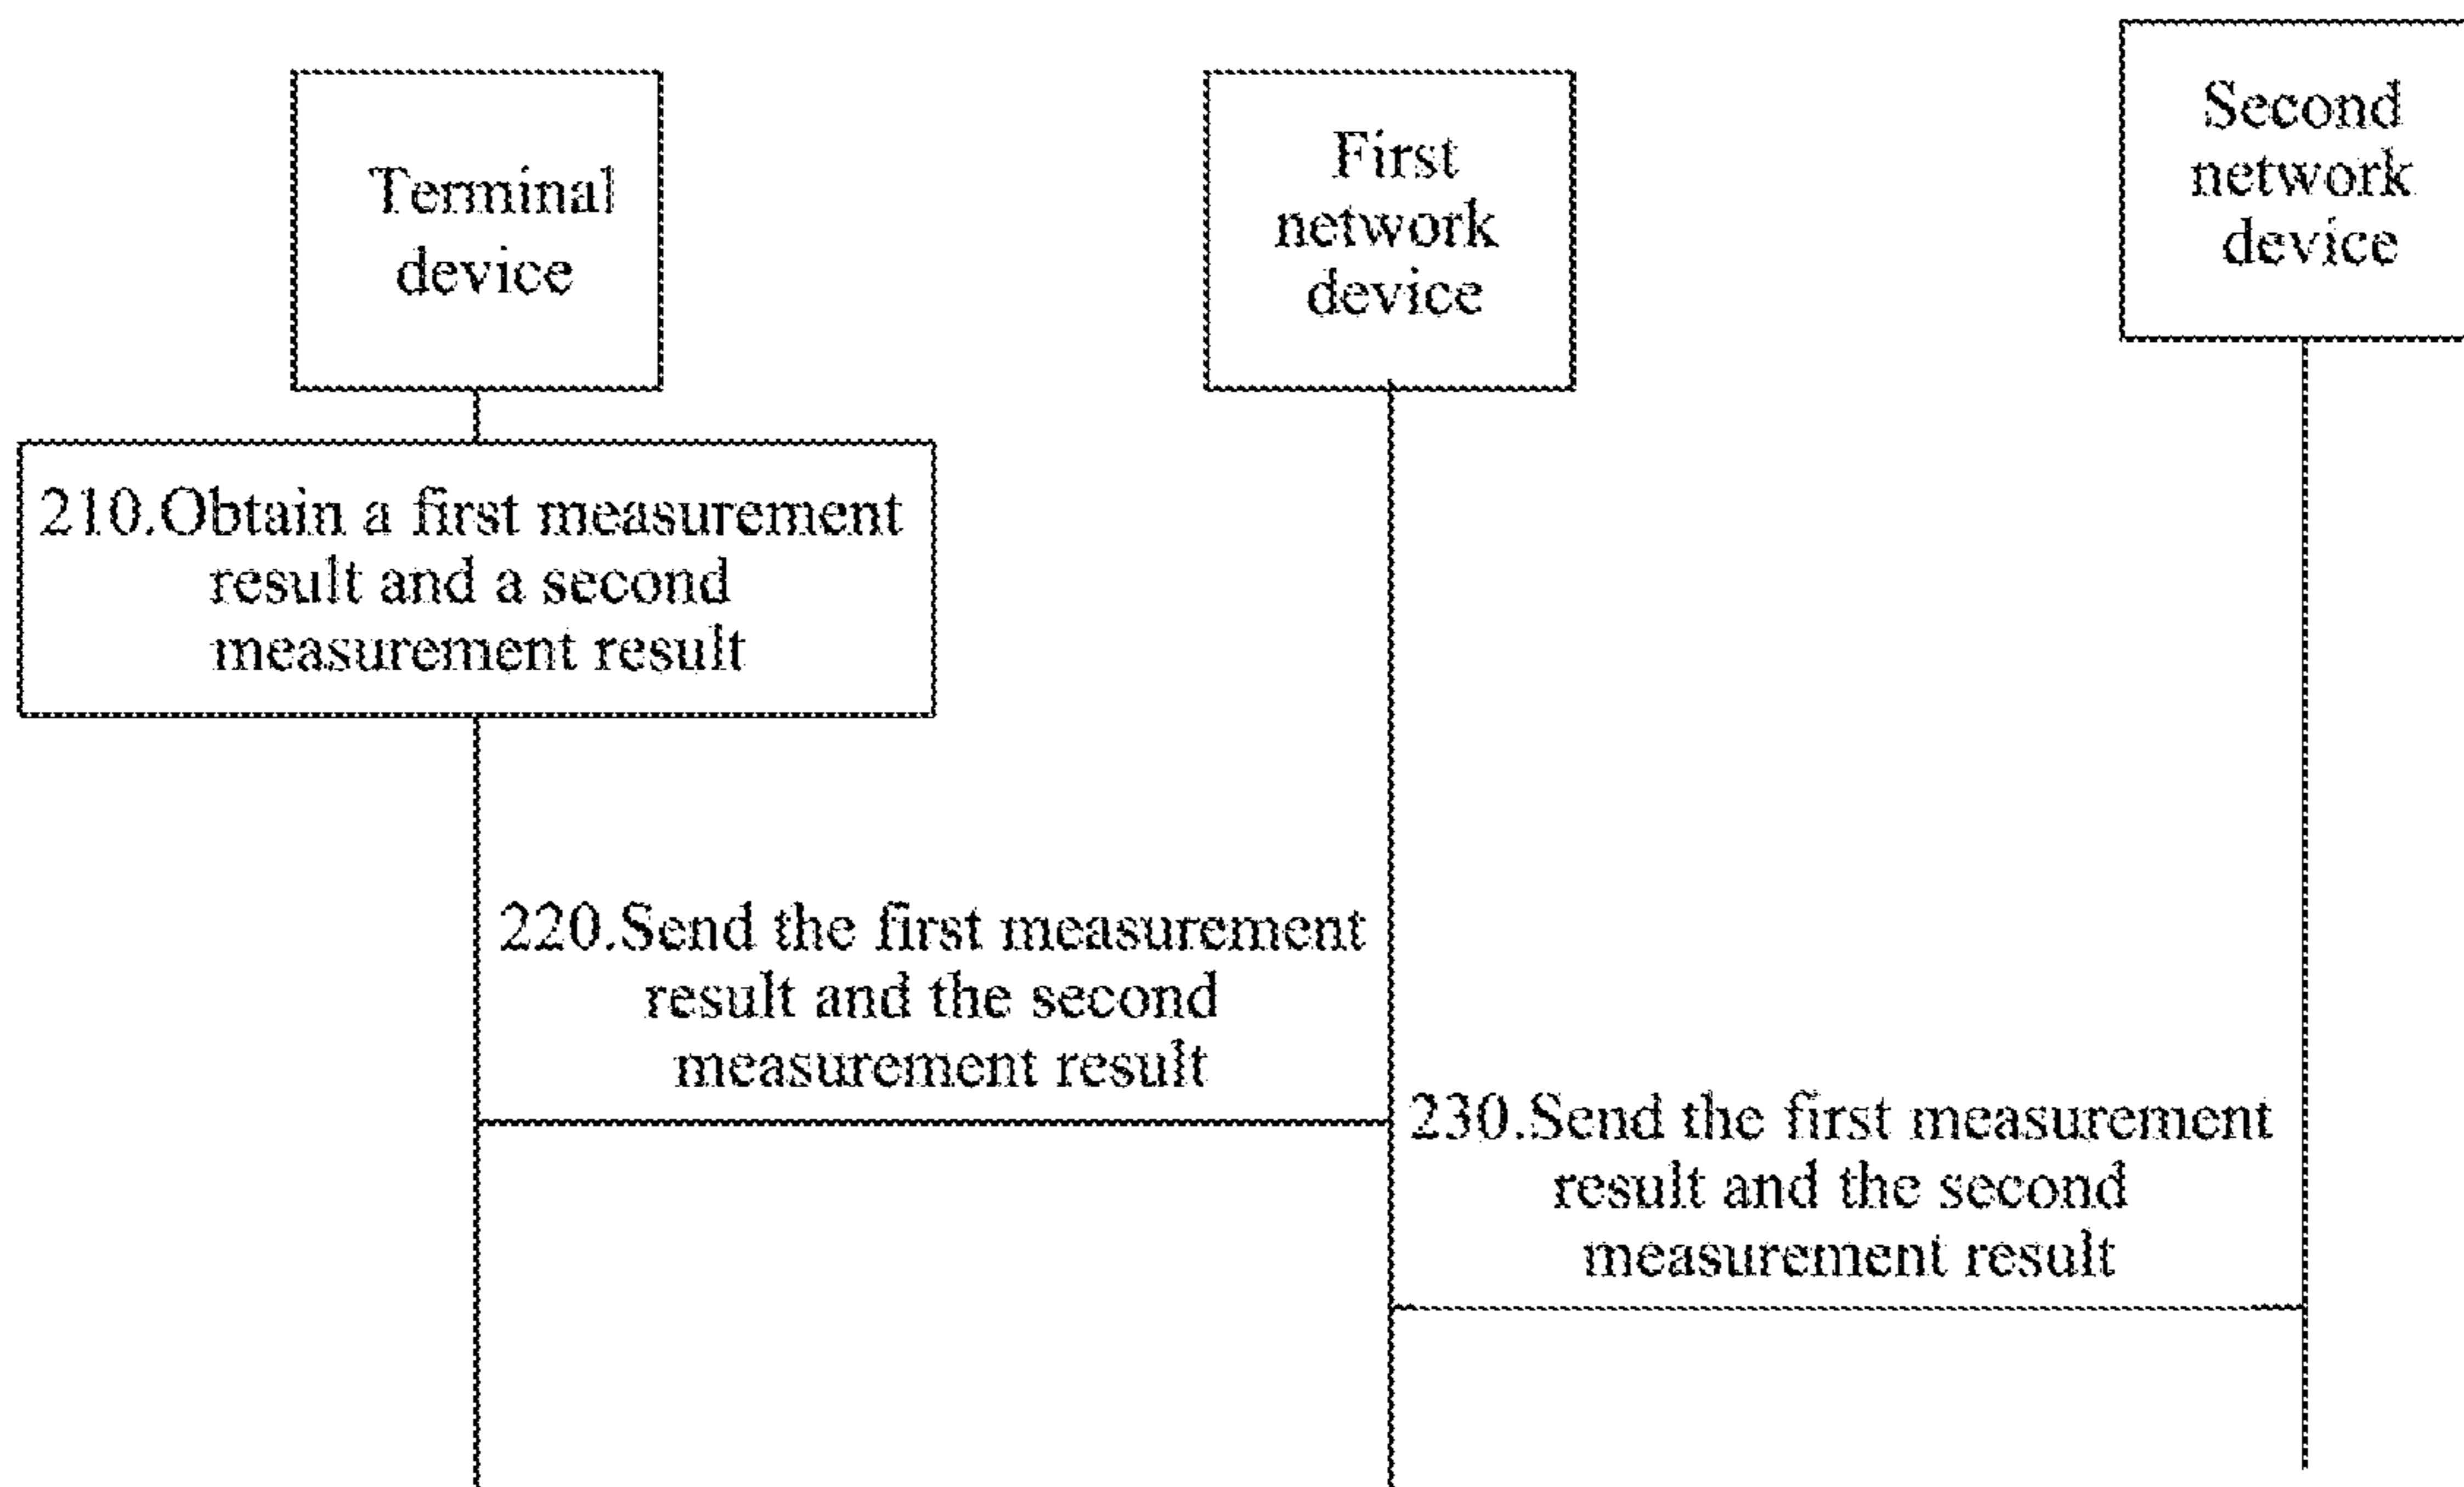 Terminal
device
First
network
device
Second
network
device
210.Obtain a first measurement
result and a second
measurement result
220.Send the first measurement
result and the second
measurement result
230.Send the first measurement
result and the second
measurement result